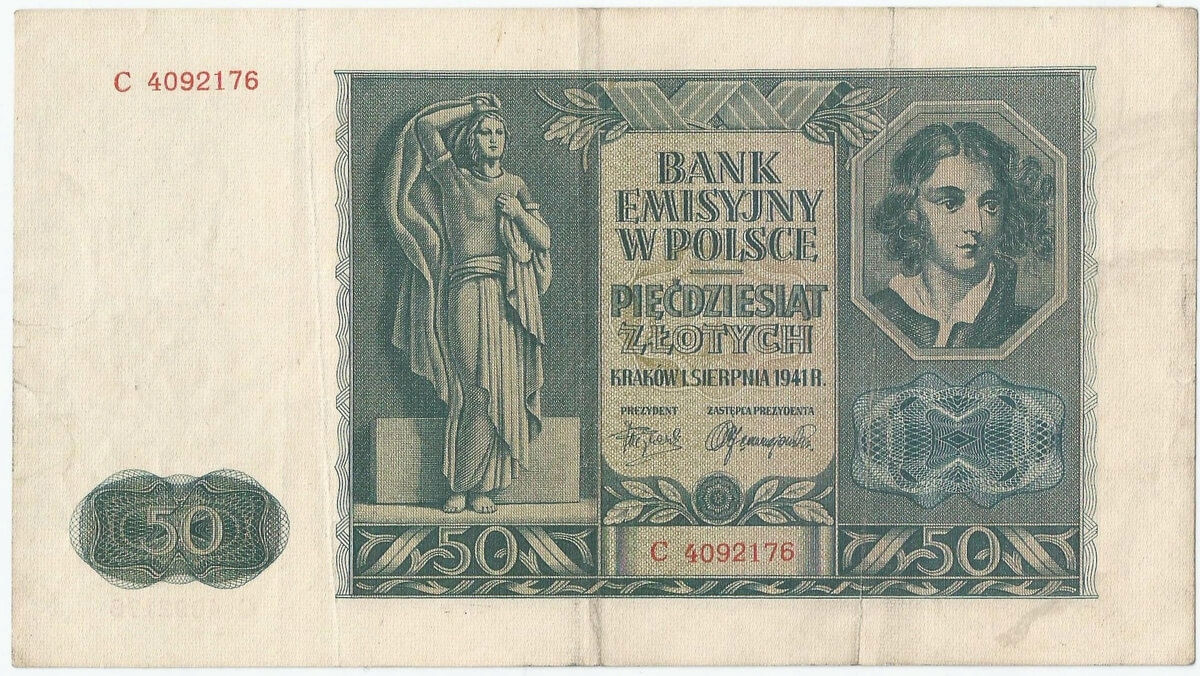 C 4092176
BANK
EMISYJNY
W POLSCE
PIĘĆDZIESIĄT
ZŁOTYCH
KRAKÓW 1. SIERPNIA 1941 R.
PREZYDENT ZASTĘPCA PREZYDENTA
50
50
C 4092176
50